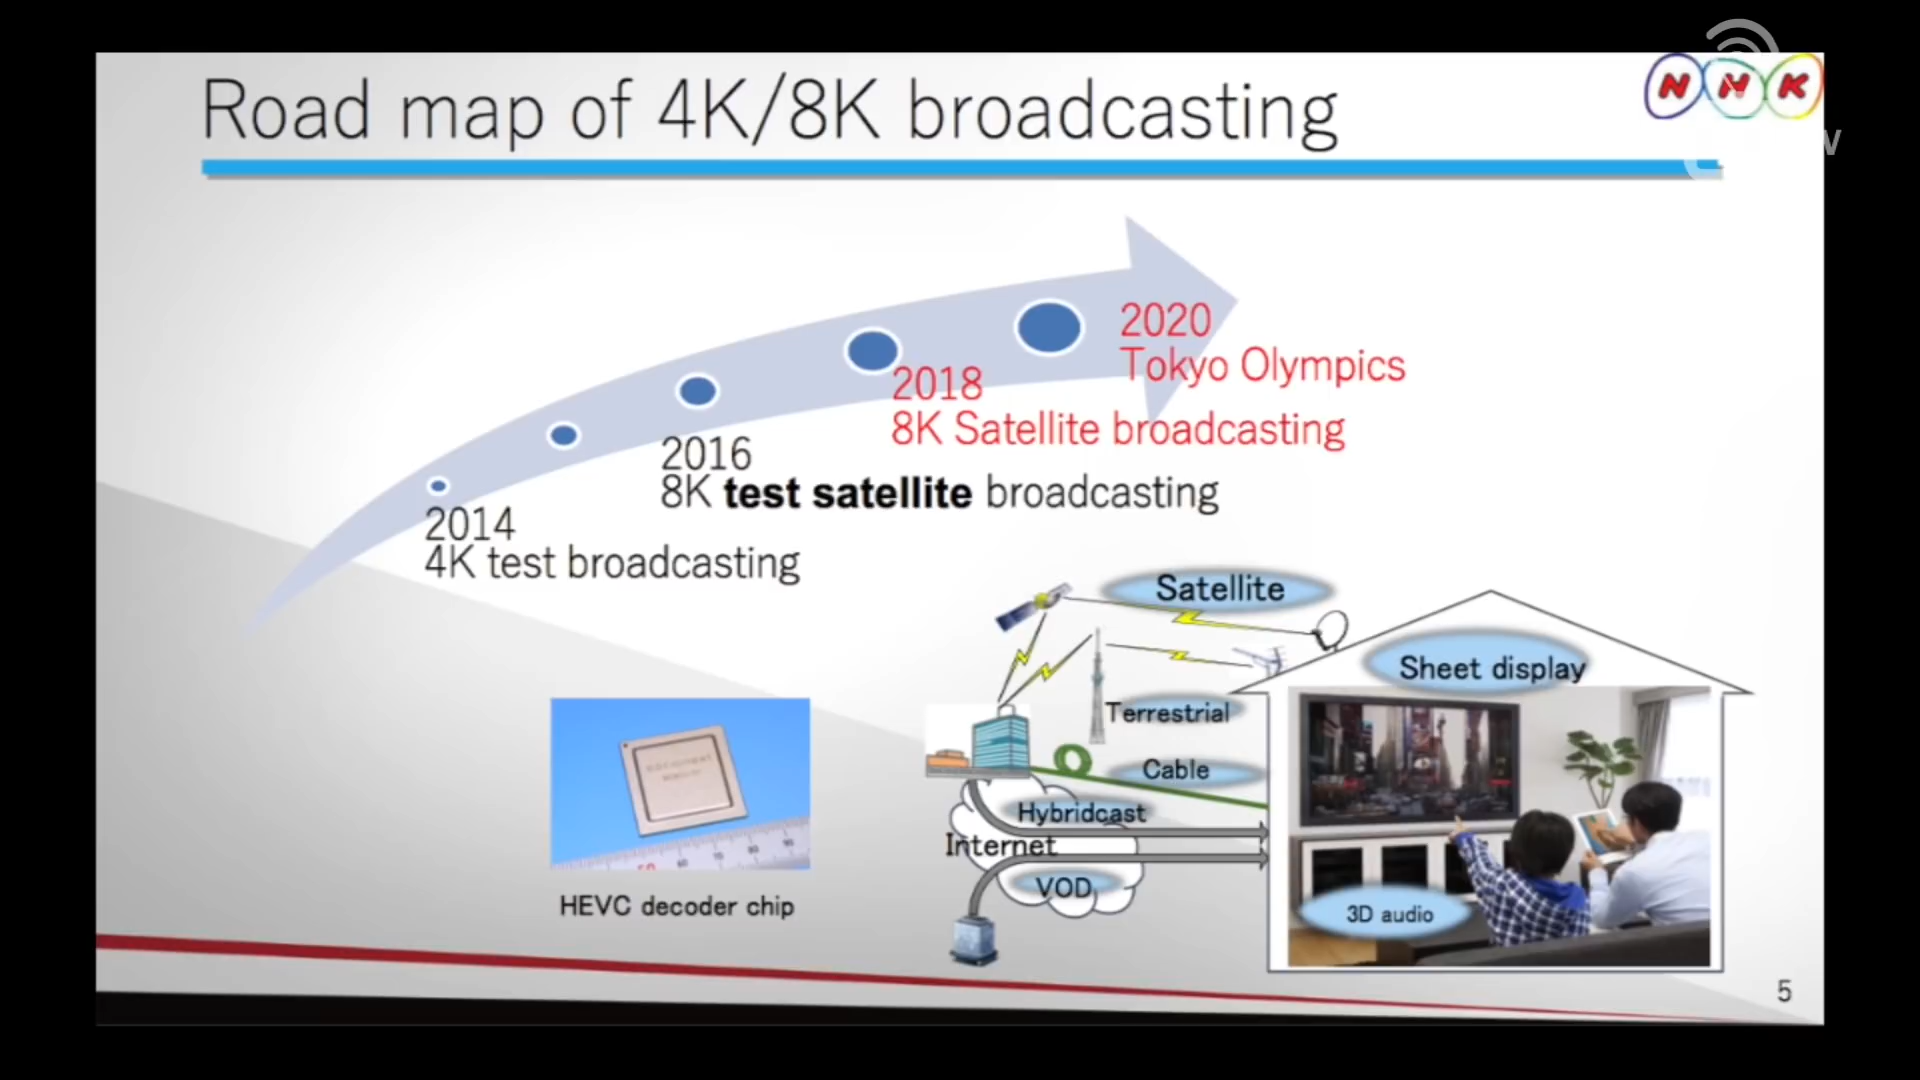 Road map of 4K/8K broadcasting
NHK
2020
Tokyo Olympics
2018
8K Satellite broadcasting
2016
8K test satellite broadcasting
2014
4K test broadcasting
Satellite
Sheet display
Terrestrial
Cable
Hybridcast
Internet
VOD
3D audio
HEVC decoder chip
5